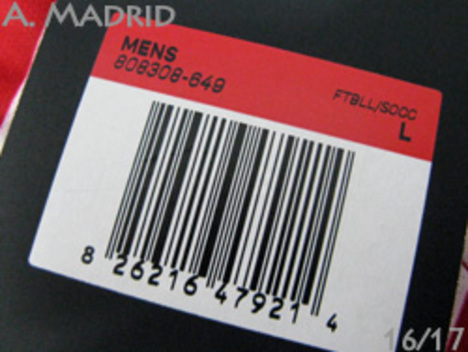 A. MADRID
MENS
808308-649
FTBLL/SOCC
L
8 26216 47921 4
16/17